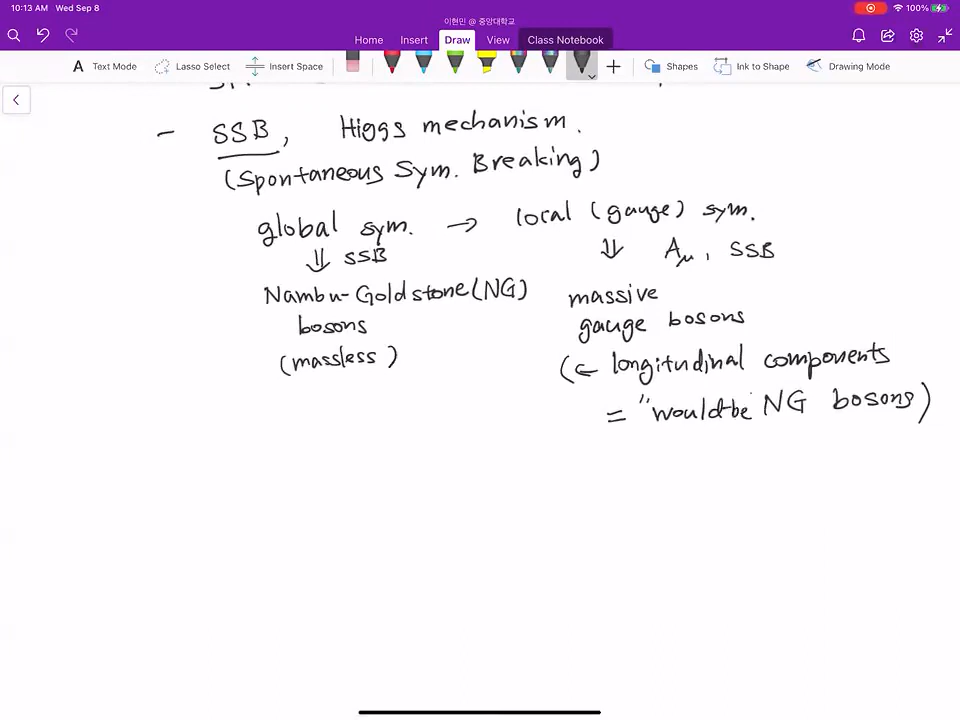 10:13 AM Wed Sep 8
100%
이현민 @ 중앙대학교
Home Insert Draw View Class Notebook
Text Mode Lasso Select Insert Space Shapes Ink to Shape Drawing Mode
- SSB, Higgs mechanism.
(Spontaneous Sym. Breaking)
global sym. → local (gauge) sym.
⇓ SSB ⇓ Aμ, SSB
Nambu-Goldstone(NG) massive
bosons gauge bosons
(massless) (← longitudinal components
= "would-be NG bosons)